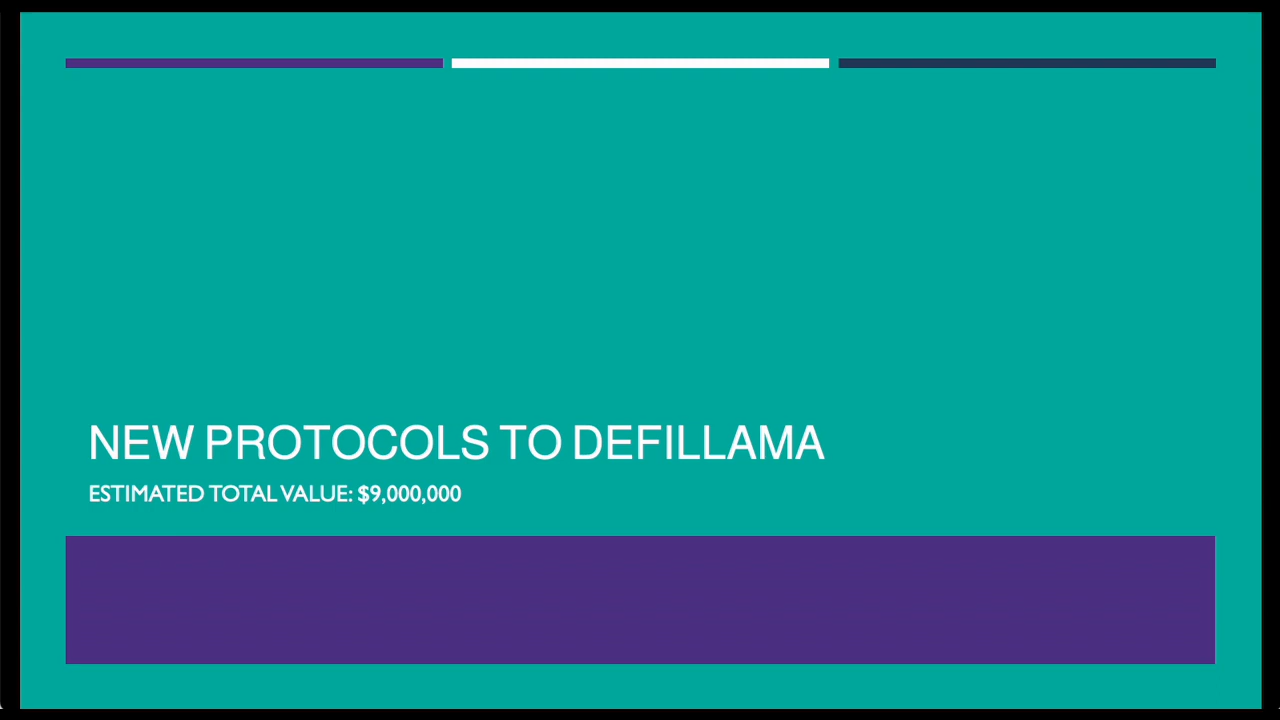 NEW PROTOCOLS TO DEFILLAMA
ESTIMATED TOTAL VALUE: $9,000,000